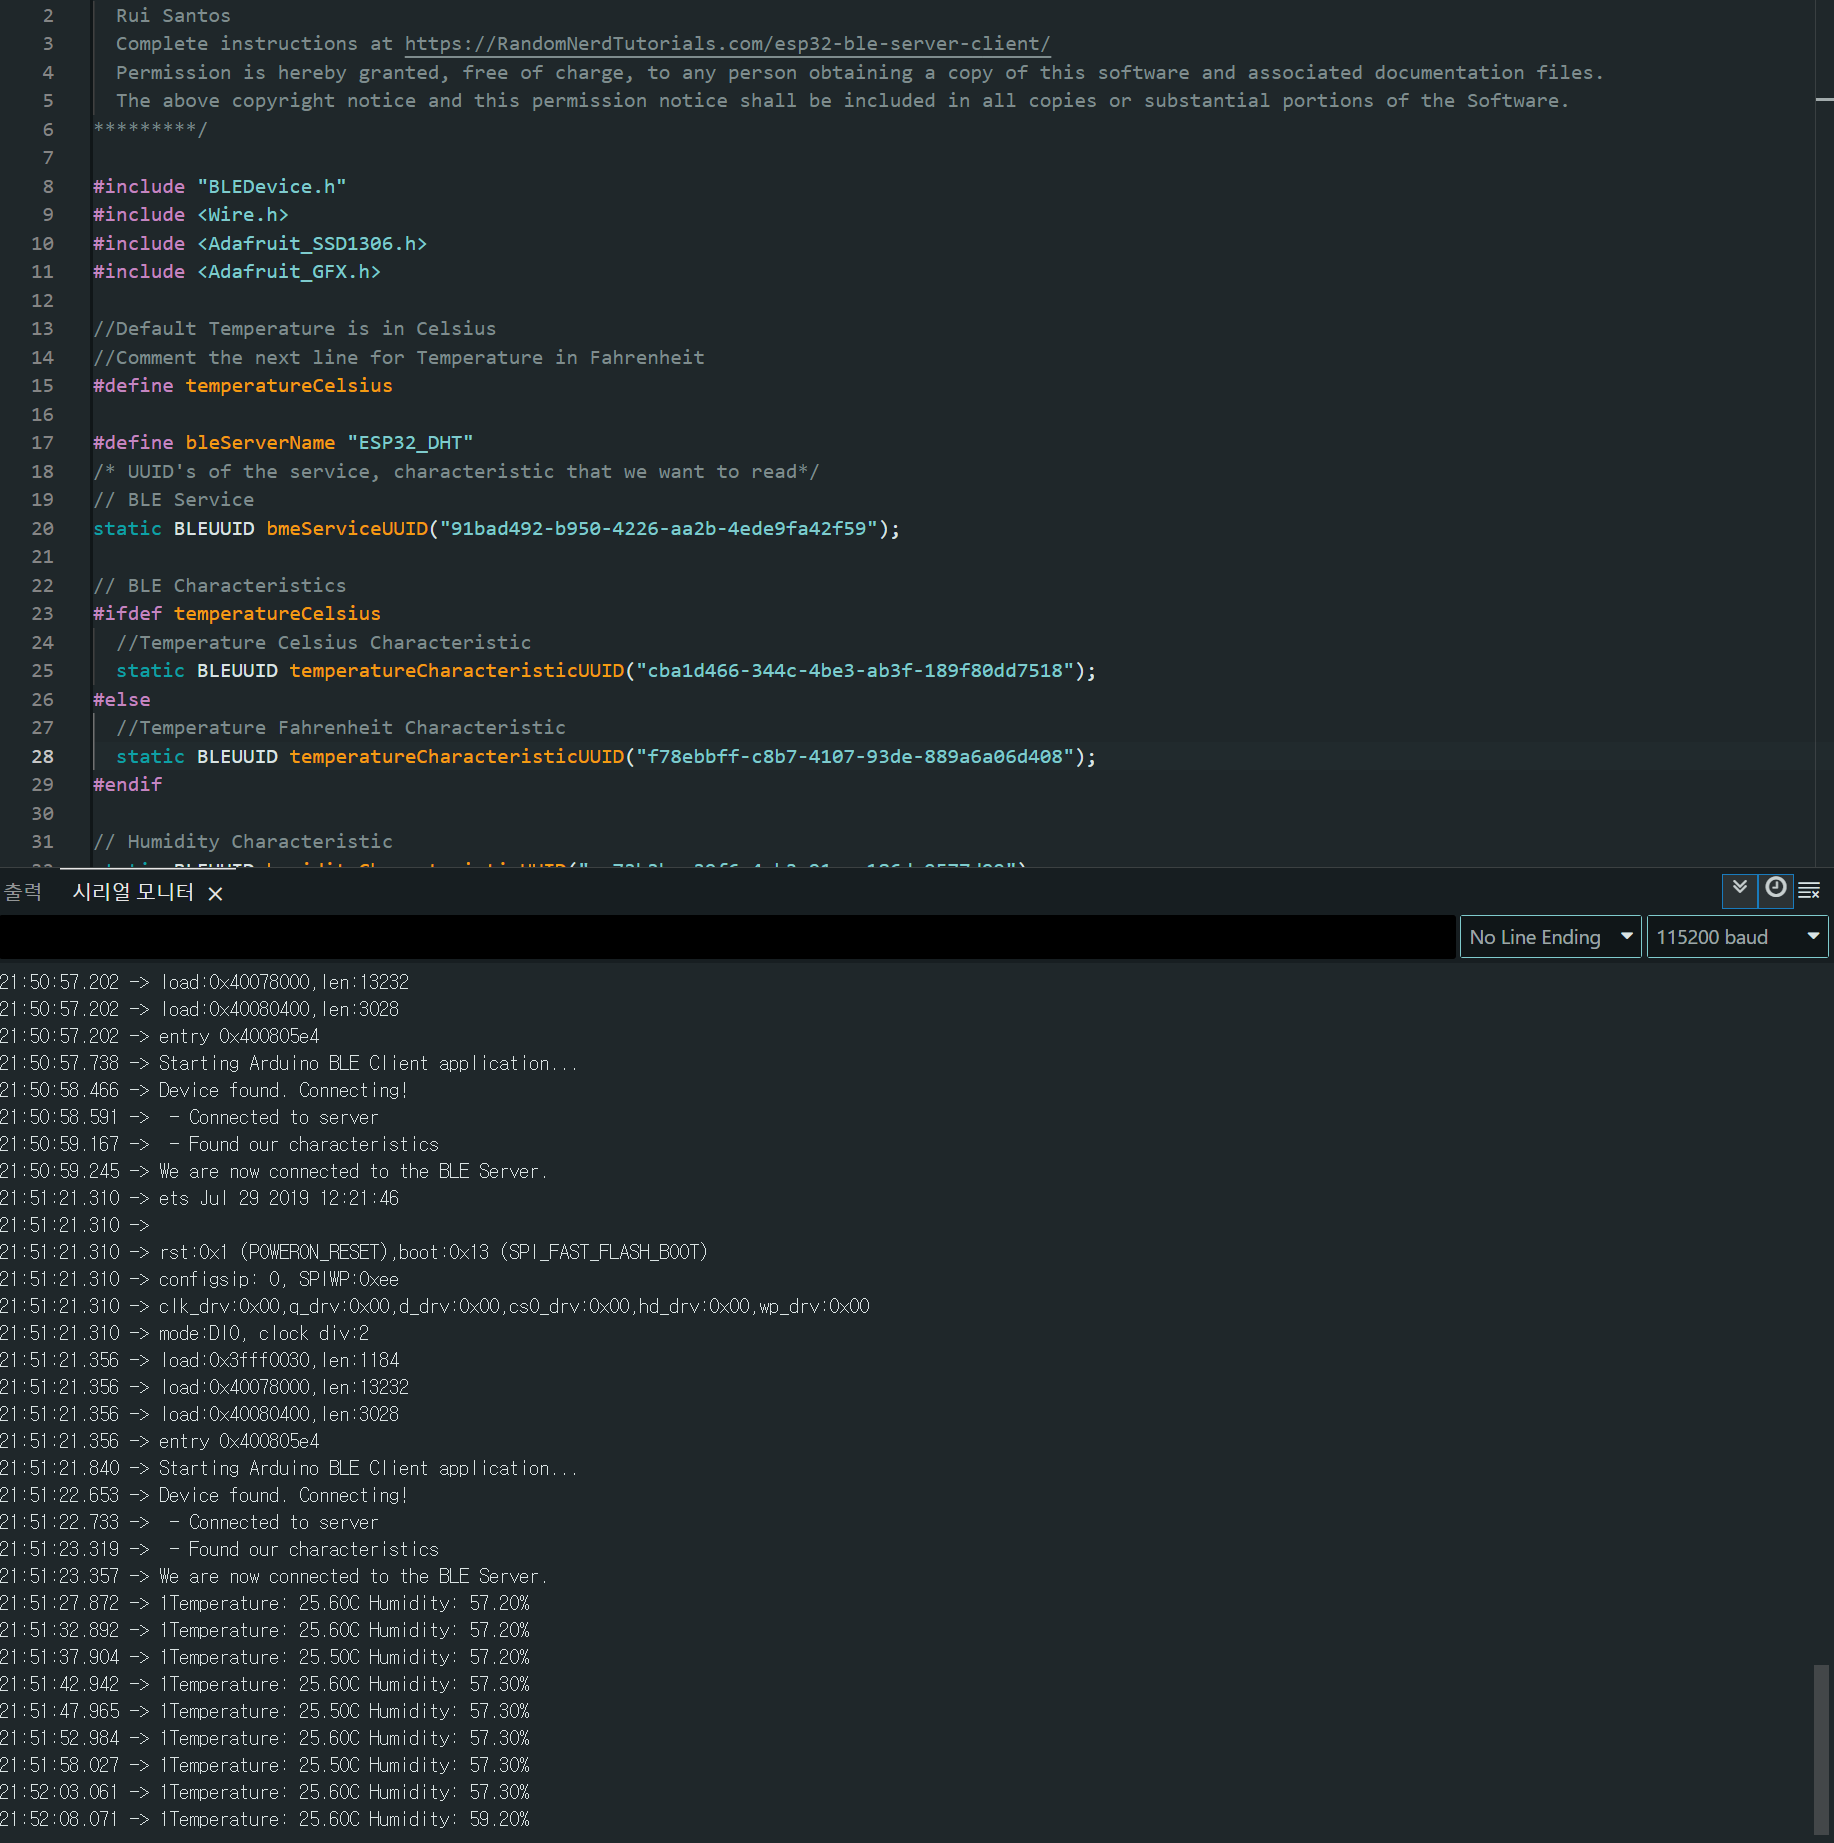 2 Rui Santos
3 Complete instructions at https://RandomNerdTutorials.com/esp32-ble-server-client/
4 Permission is hereby granted, free of charge, to any person obtaining a copy of this software and associated documentation files.
5 The above copyright notice and this permission notice shall be included in all copies or substantial portions of the Software.
6 *********/
7
8 #include "BLEDevice.h"
9 #include <Wire.h>
10 #include <Adafruit_SSD1306.h>
11 #include <Adafruit_GFX.h>
12
13 //Default Temperature is in Celsius
14 //Comment the next line for Temperature in Fahrenheit
15 #define temperatureCelsius
16
17 #define bleServerName "ESP32_DHT"
18 /* UUID's of the service, characteristic that we want to read*/
19 // BLE Service
20 static BLEUUID bmeServiceUUID("91bad492-b950-4226-aa2b-4ede9fa42f59");
21
22 // BLE Characteristics
23 #ifdef temperatureCelsius
24 //Temperature Celsius Characteristic
25 static BLEUUID temperatureCharacteristicUUID("cba1d466-344c-4be3-ab3f-189f80dd7518");
26 #else
27 //Temperature Fahrenheit Characteristic
28 static BLEUUID temperatureCharacteristicUUID("f78ebbff-c8b7-4107-93de-889a6a06d408");
29 #endif
30
31 // Humidity Characteristic
출력 시리얼 모니터
No Line Ending 115200 baud
21:50:57.202 -> load:0x40078000,len:13232
21:50:57.202 -> load:0x40080400,len:3028
21:50:57.202 -> entry 0x400805e4
21:50:57.738 -> Starting Arduino BLE Client application...
21:50:58.466 -> Device found. Connecting!
21:50:58.591 ->  - Connected to server
21:50:59.167 ->  - Found our characteristics
21:50:59.245 -> We are now connected to the BLE Server.
21:51:21.310 -> ets Jul 29 2019 12:21:46
21:51:21.310 ->
21:51:21.310 -> rst:0x1 (POWERON_RESET),boot:0x13 (SPI_FAST_FLASH_BOOT)
21:51:21.310 -> configsip: 0, SPIWP:0xee
21:51:21.310 -> clk_drv:0x00,q_drv:0x00,d_drv:0x00,cs0_drv:0x00,hd_drv:0x00,wp_drv:0x00
21:51:21.310 -> mode:DIO, clock div:2
21:51:21.356 -> load:0x3fff0030,len:1184
21:51:21.356 -> load:0x40078000,len:13232
21:51:21.356 -> load:0x40080400,len:3028
21:51:21.356 -> entry 0x400805e4
21:51:21.840 -> Starting Arduino BLE Client application...
21:51:22.653 -> Device found. Connecting!
21:51:22.733 ->  - Connected to server
21:51:23.319 ->  - Found our characteristics
21:51:23.357 -> We are now connected to the BLE Server.
21:51:27.872 -> 1Temperature: 25.60C Humidity: 57.20%
21:51:32.892 -> 1Temperature: 25.60C Humidity: 57.20%
21:51:37.904 -> 1Temperature: 25.50C Humidity: 57.20%
21:51:42.942 -> 1Temperature: 25.60C Humidity: 57.30%
21:51:47.965 -> 1Temperature: 25.50C Humidity: 57.30%
21:51:52.984 -> 1Temperature: 25.60C Humidity: 57.30%
21:51:58.027 -> 1Temperature: 25.50C Humidity: 57.30%
21:52:03.061 -> 1Temperature: 25.60C Humidity: 57.30%
21:52:08.071 -> 1Temperature: 25.60C Humidity: 59.20%